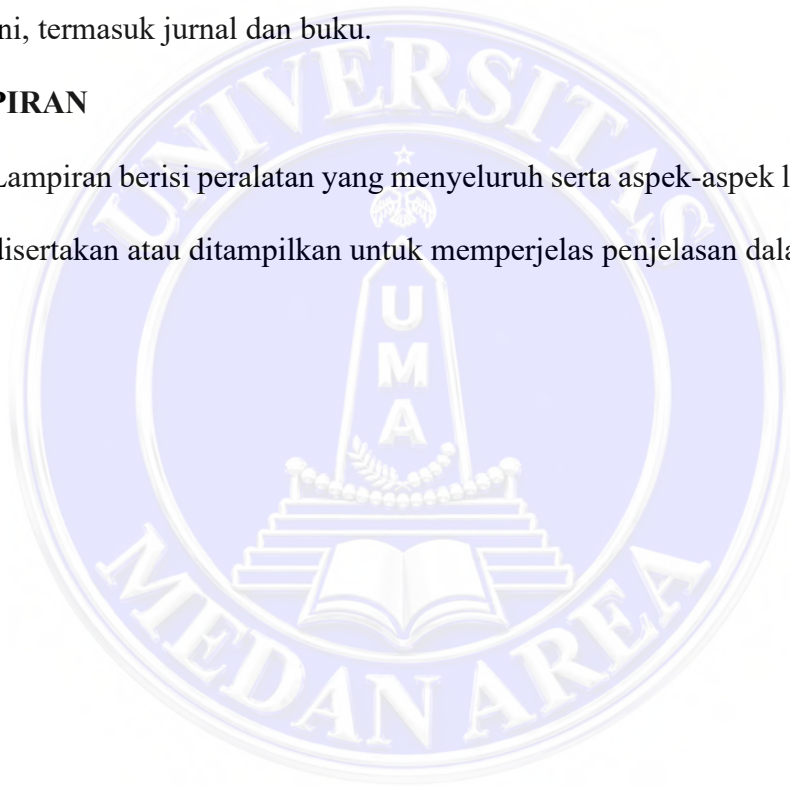 ni, termasuk jurnal dan buku.
PIRAN
Lampiran berisi peralatan yang menyeluruh serta aspek-aspek l
disertakan atau ditampilkan untuk memperjelas penjelasan dala
UNIVERSITAS
UMA
MEDAN AREA